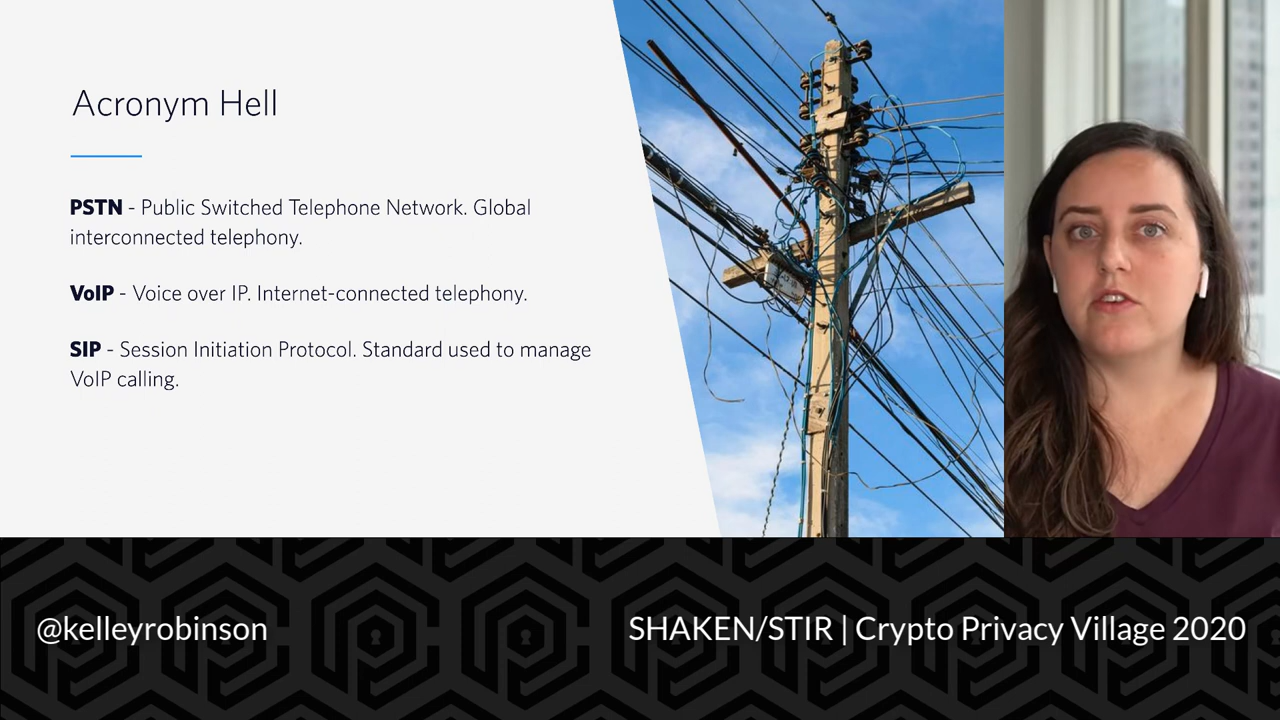 Acronym Hell
PSTN - Public Switched Telephone Network. Global
interconnected telephony.
VoIP - Voice over IP. Internet-connected telephony.
SIP - Session Initiation Protocol. Standard used to manage
VoIP calling.
@kelleyrobinson
SHAKEN/STIR | Crypto Privacy Village 2020